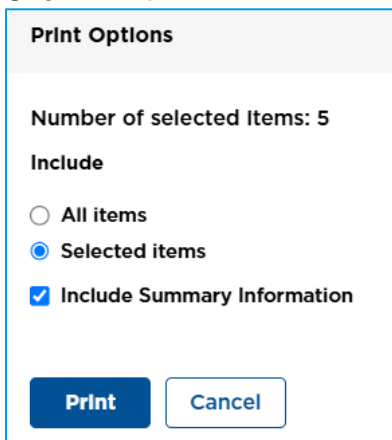 Print Options
Number of selected Items: 5
Include
All items
Selected items
Include Summary Information
Print
Cancel